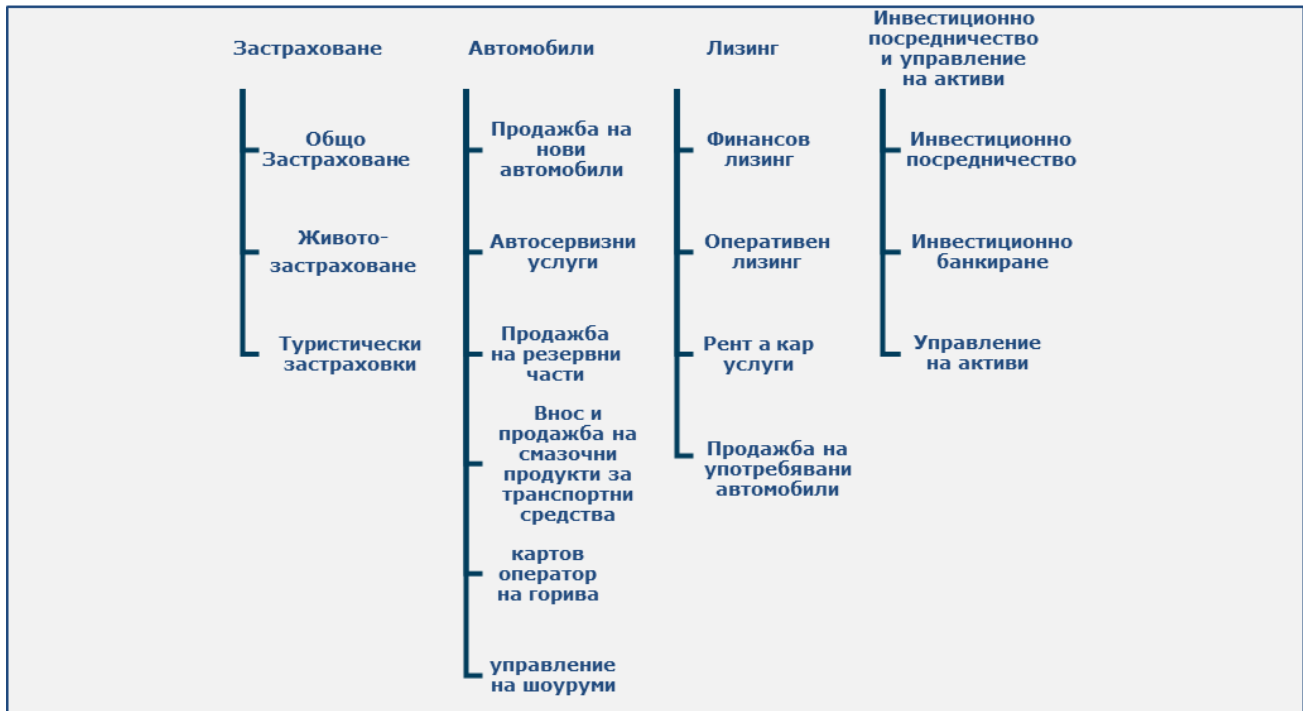 Застраховане
Общо
Застраховане
Живото-
застраховане
Туристически
застраховки
Автомобили
Продажба на
нови
автомобили
Автосервизни
услуги
Продажба
на резервни
части
Внос и
продажба на
смазочни
продукти за
транспортни
средства
картов
оператор
на горива
управление
на шоуруми
Лизинг
Финансов
лизинг
Оперативен
лизинг
Рент а кар
услуги
Продажба на
употребявани
автомобили
Инвестиционно
посредничество
и управление
на активи
Инвестиционно
посредничество
Инвестиционно
банкиране
Управление
на активи